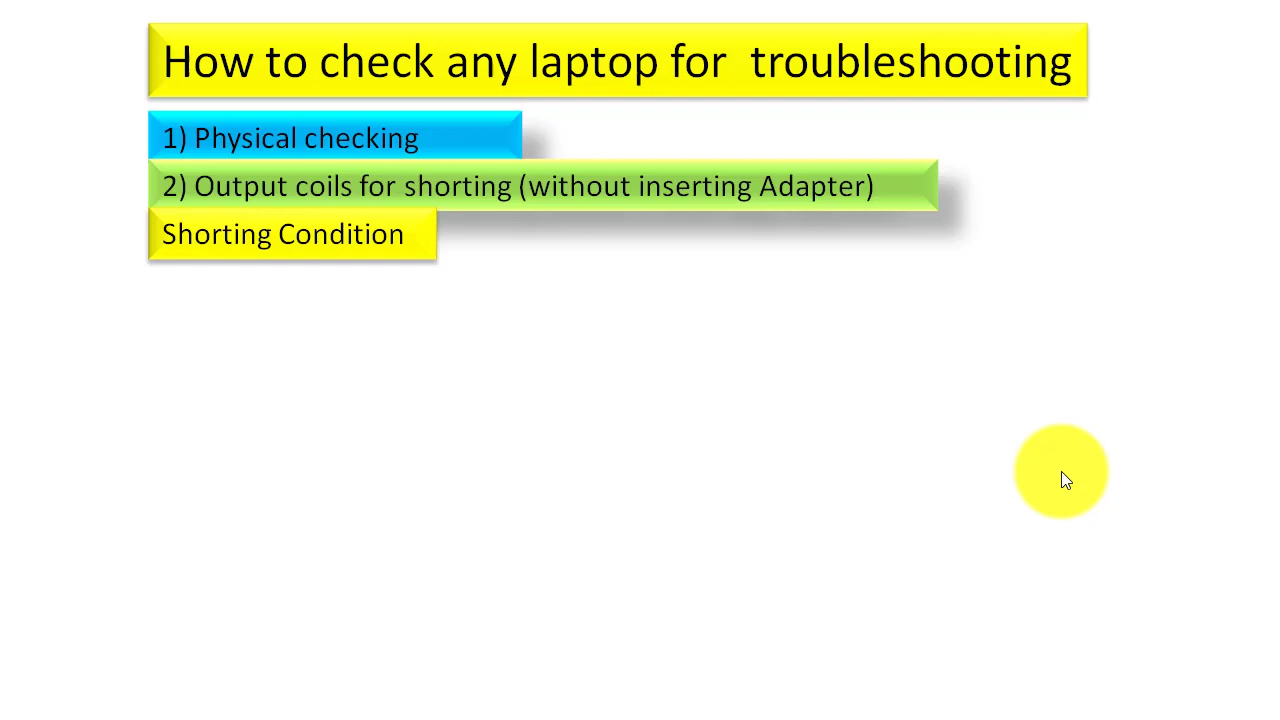 How to check any laptop for  troubleshooting
1) Physical checking
2) Output coils for shorting (without inserting Adapter)
Shorting Condition